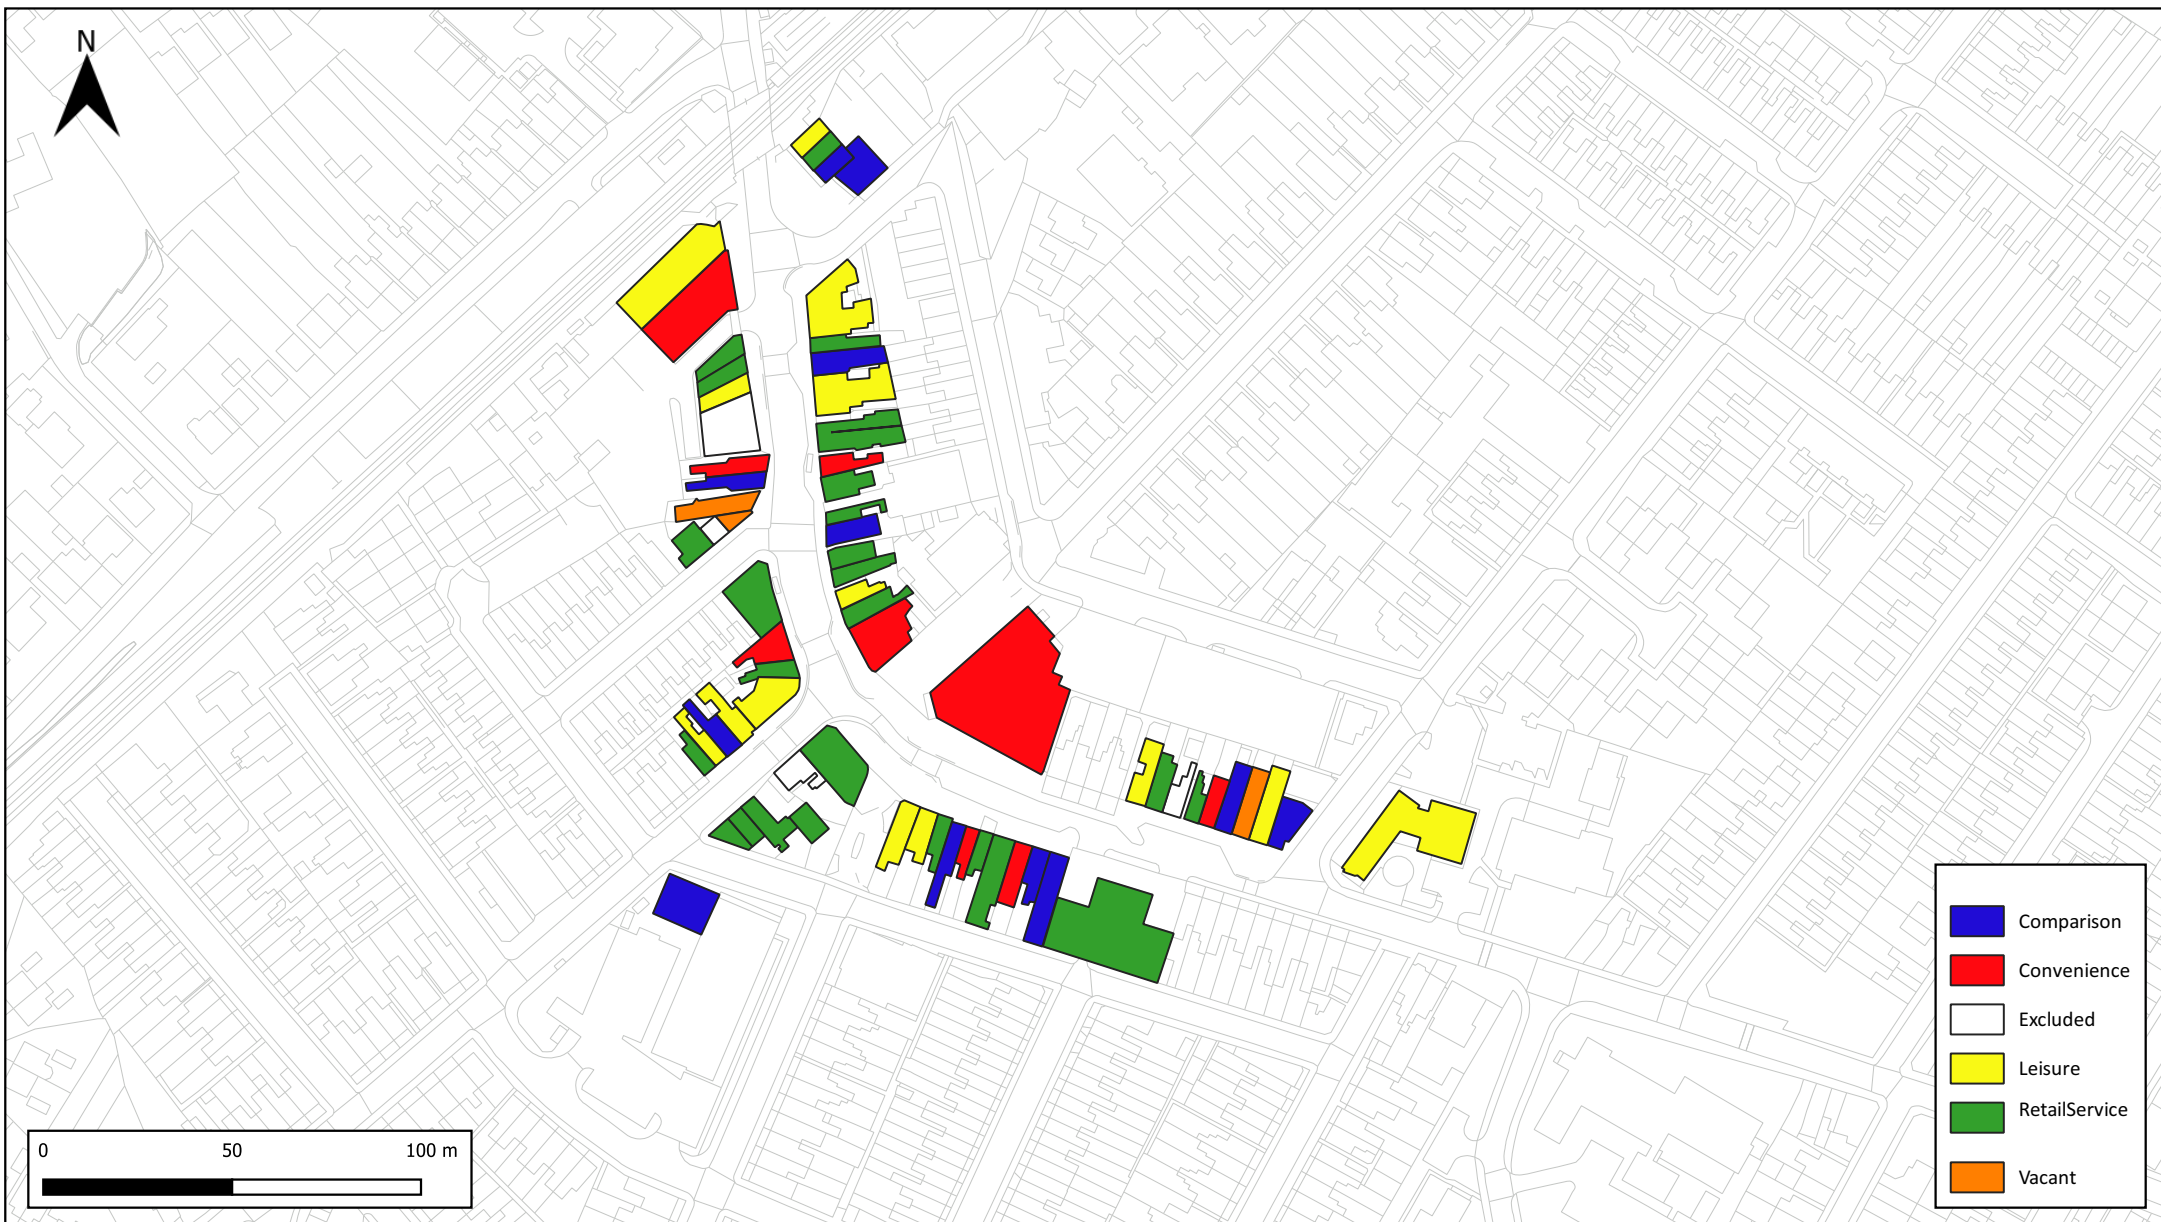 N
Comparison
Convenience
Excluded
Leisure
RetailService
Vacant
0 50 100 m